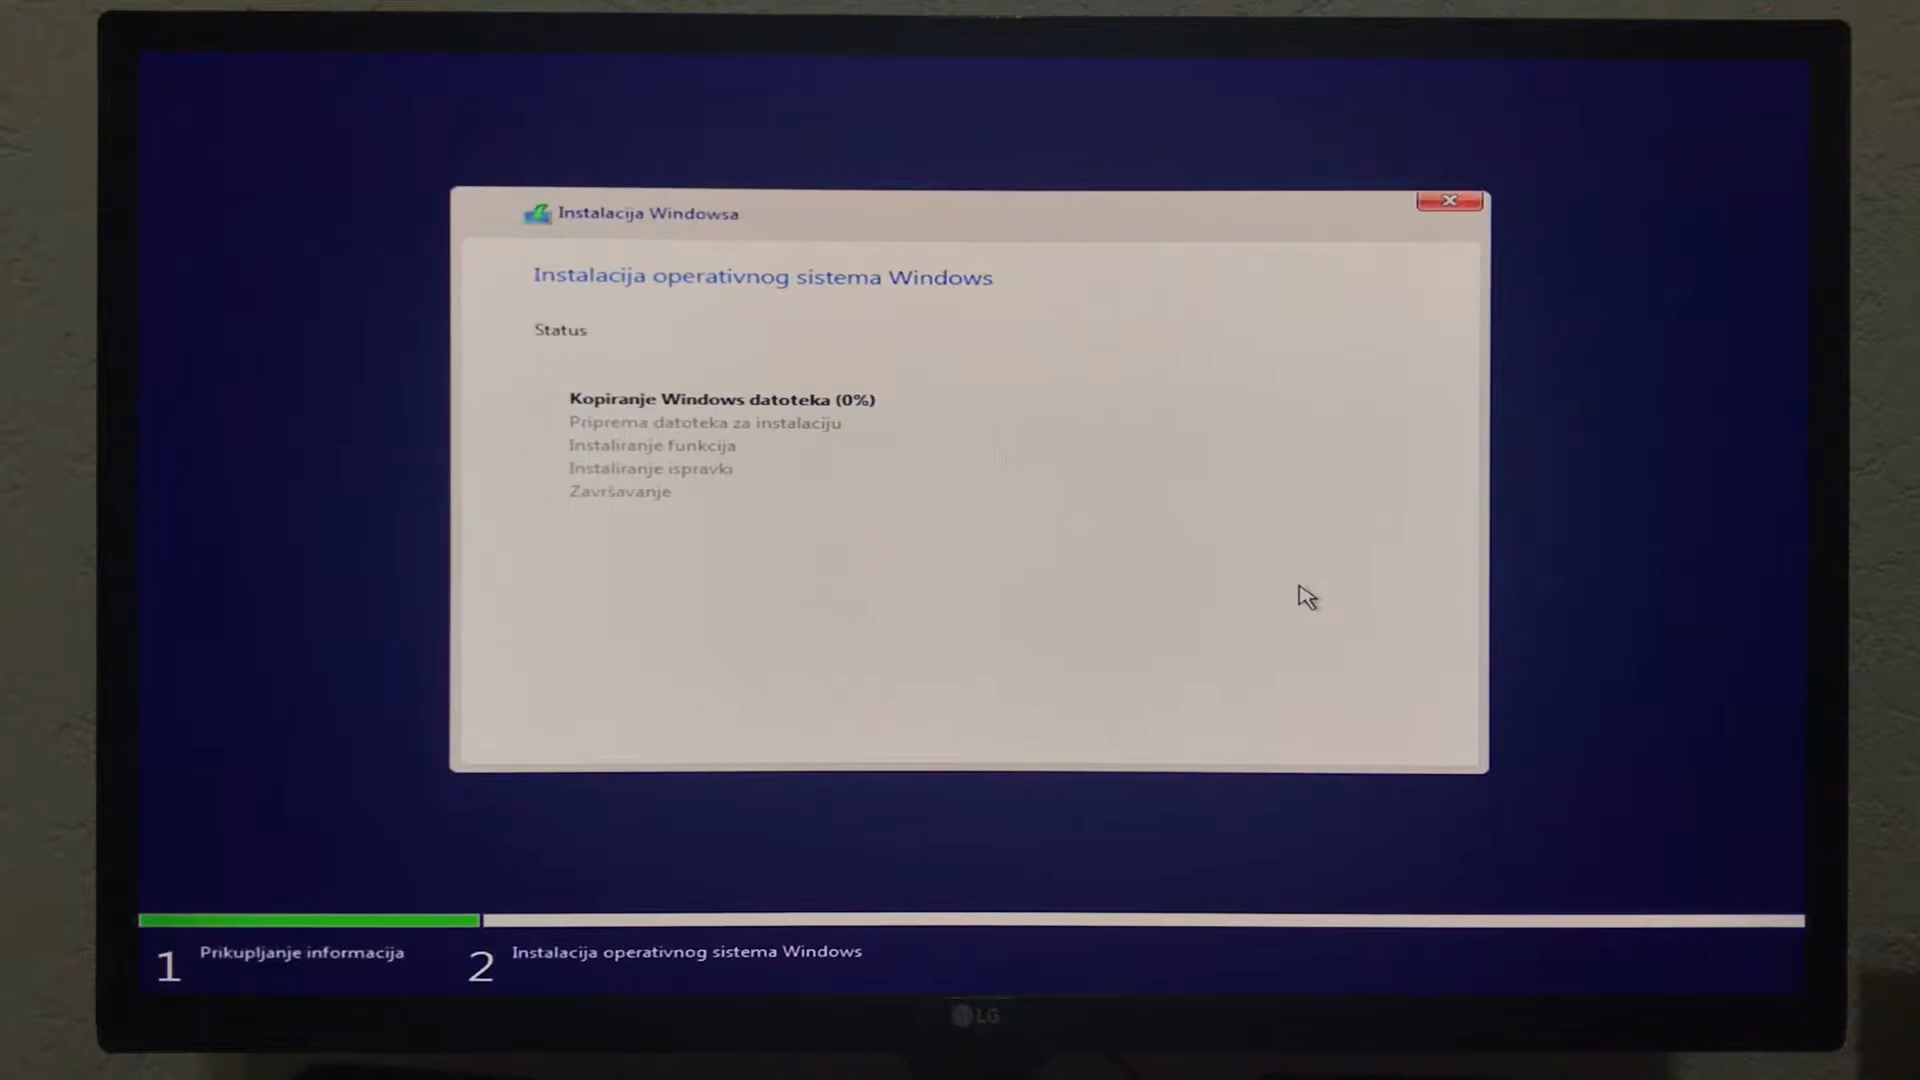 Instalacija Windowsa
Instalacija operativnog sistema Windows
Status
Kopiranje Windows datoteka (0%)
Priprema datoteka za instalaciju
Instaliranje funkcija
Instaliranje ispravki
Završavanje
1 Prikupljanje informacija
2 Instalacija operativnog sistema Windows
LG